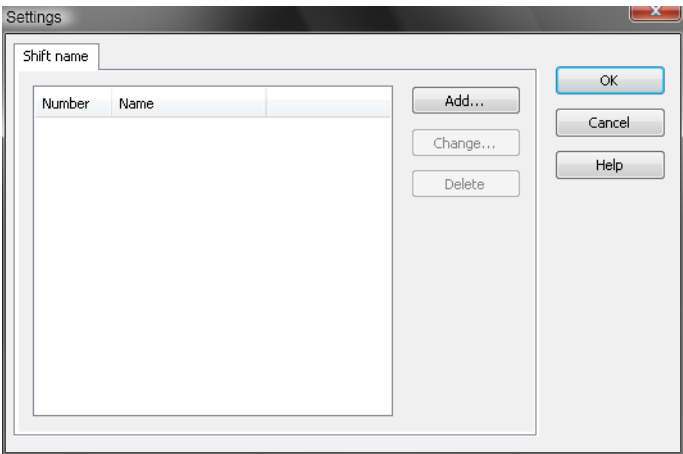 Settings
Shift name
Number Name
Add...
Change...
Delete
OK
Cancel
Help